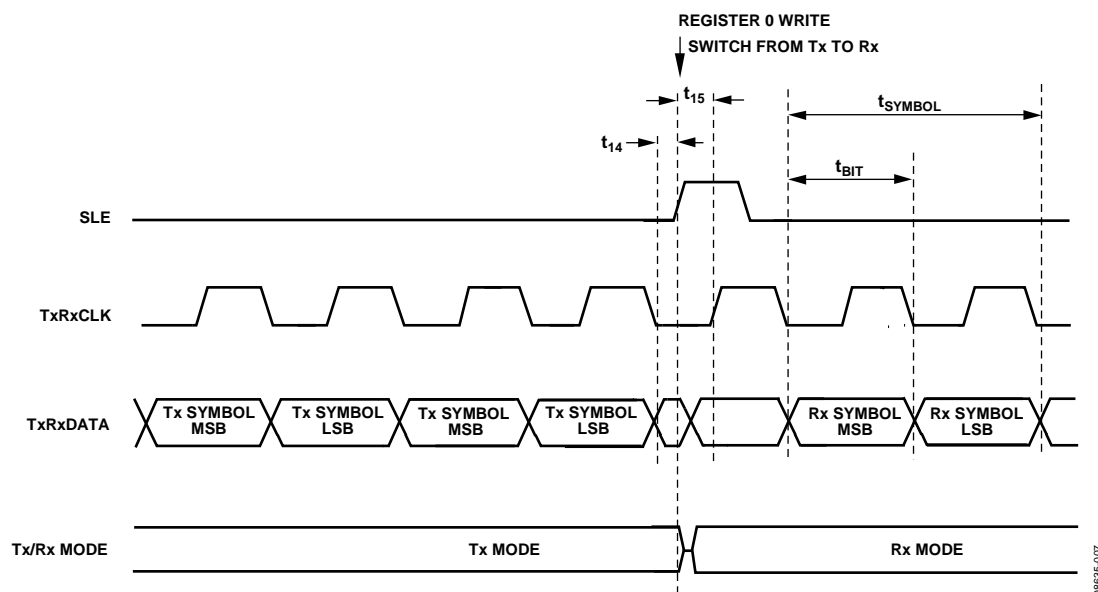 REGISTER 0 WRITE
SWITCH FROM Tx TO Rx
t15
tSYMBOL
t14
tBIT
SLE
TxRxCLK
TxRxDATA
Tx SYMBOL MSB
Tx SYMBOL LSB
Tx SYMBOL MSB
Tx SYMBOL LSB
Rx SYMBOL MSB
Rx SYMBOL LSB
Tx/Rx MODE
Tx MODE
Rx MODE